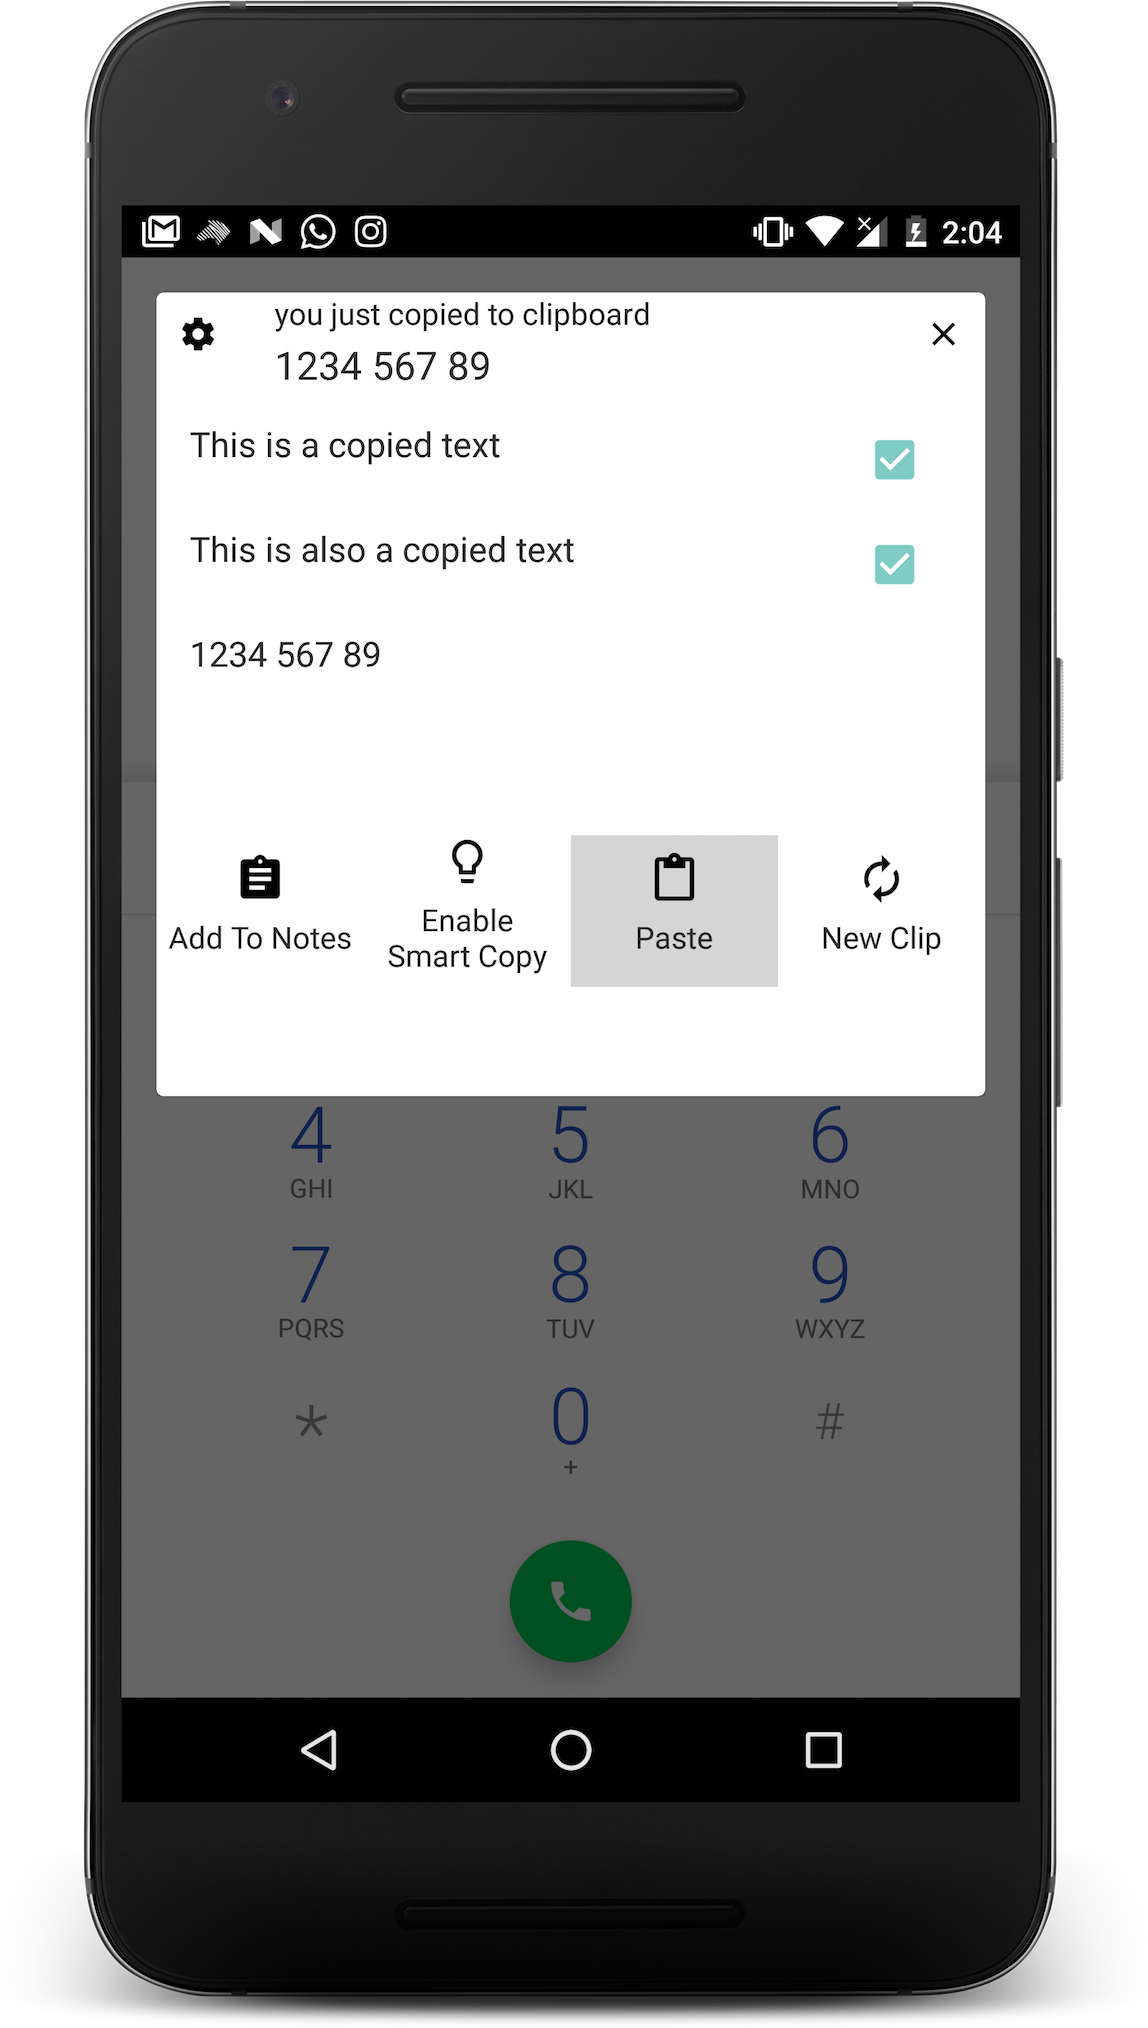 2:04
you just copied to clipboard
1234 567 89
This is a copied text
This is also a copied text
1234 567 89
Add To Notes
Enable
Smart Copy
Paste
New Clip
4 5 6
GHI JKL MNO
7 8 9
PQRS TUV WXYZ
* 0 #
+